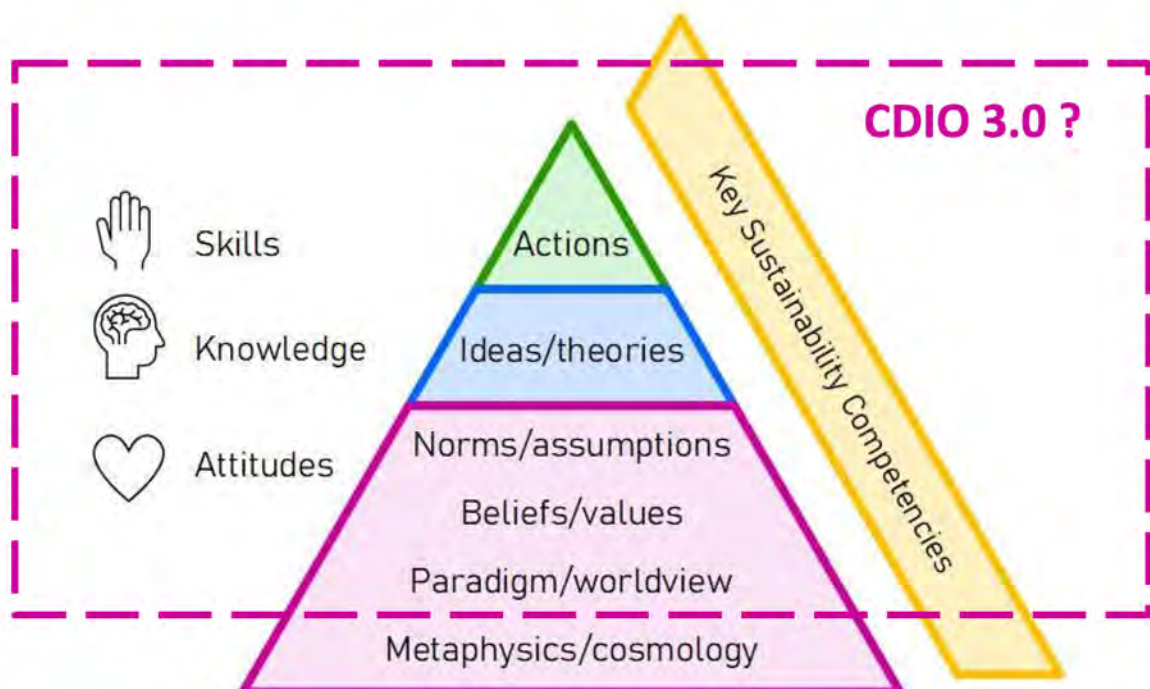 CDIO 3.0 ?
Skills
Actions
Knowledge
Ideas/theories
Attitudes
Norms/assumptions
Beliefs/values
Paradigm/worldview
Metaphysics/cosmology
Key Sustainability Competencies